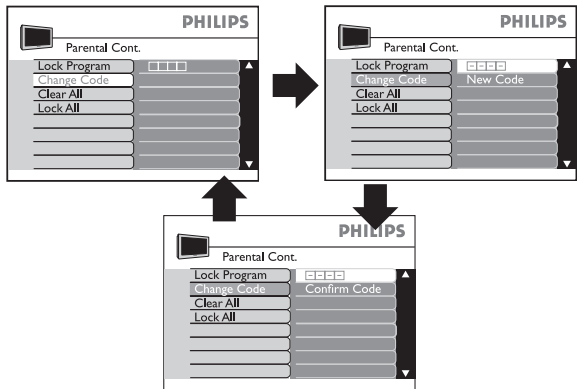 PHILIPS
Parental Cont.
Lock Program
Change Code
Clear All
Lock All
PHILIPS
Parental Cont.
Lock Program - - - -
Change Code New Code
Clear All
Lock All
PHILIPS
Parental Cont.
Lock Program - - - -
Change Code Confirm Code
Clear All
Lock All